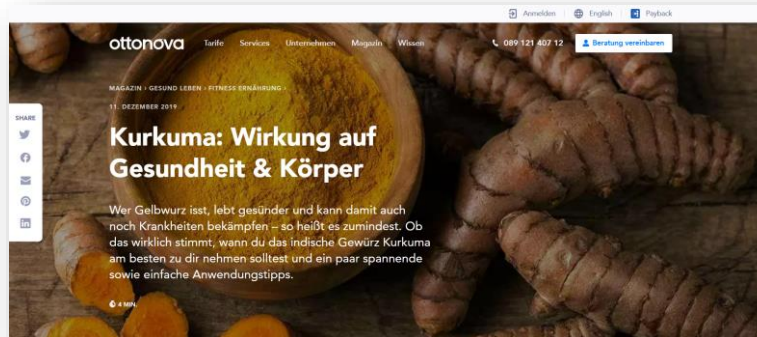 Anmelden English Payback
ottonova Tarife Services Unternehmen Magazin Wissen 089 121 407 12 Beratung vereinbaren
MAGAZIN › GESUND LEBEN › FITNESS ERNÄHRUNG ›
11. DEZEMBER 2019
SHARE
Kurkuma: Wirkung auf
Gesundheit & Körper
Wer Gelbwurz isst, lebt gesünder und kann damit auch
noch Krankheiten bekämpfen – so heißt es zumindest. Ob
das wirklich stimmt, wann du das indische Gewürz Kurkuma
am besten zu dir nehmen solltest und ein paar spannende
sowie einfache Anwendungstipps.
4 MIN.